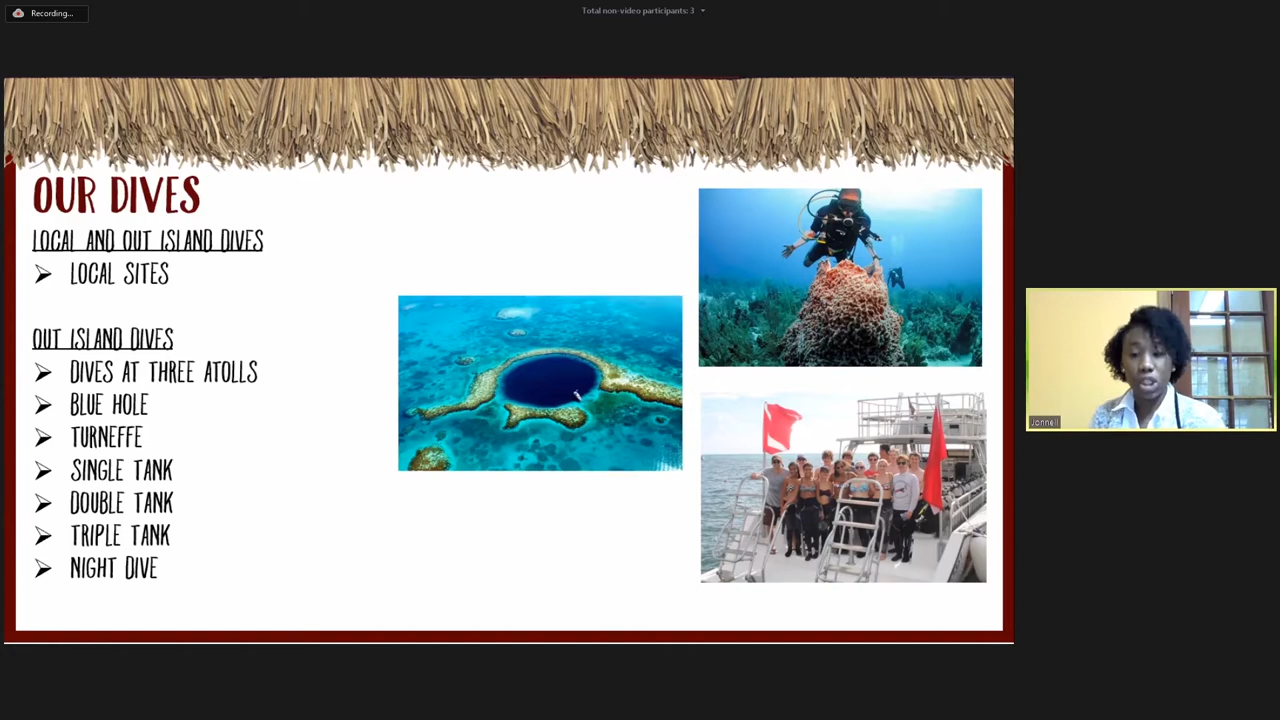 Recording...
Total non-video participants: 3
OUR DIVES
LOCAL AND OUT ISLAND DIVES
LOCAL SITES
OUT ISLAND DIVES
DIVES AT THREE ATOLLS
BLUE HOLE
TURNEFFE
SINGLE TANK
DOUBLE TANK
TRIPLE TANK
NIGHT DIVE
Jonnell